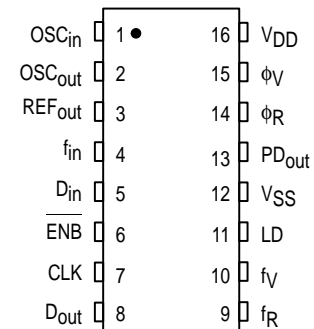 OSCin 1 16 VDD
OSCout 2 15 ϕV
REFout 3 14 ϕR
fin 4 13 PDout
Din 5 12 VSS
ENB 6 11 LD
CLK 7 10 fV
Dout 8 9 fR